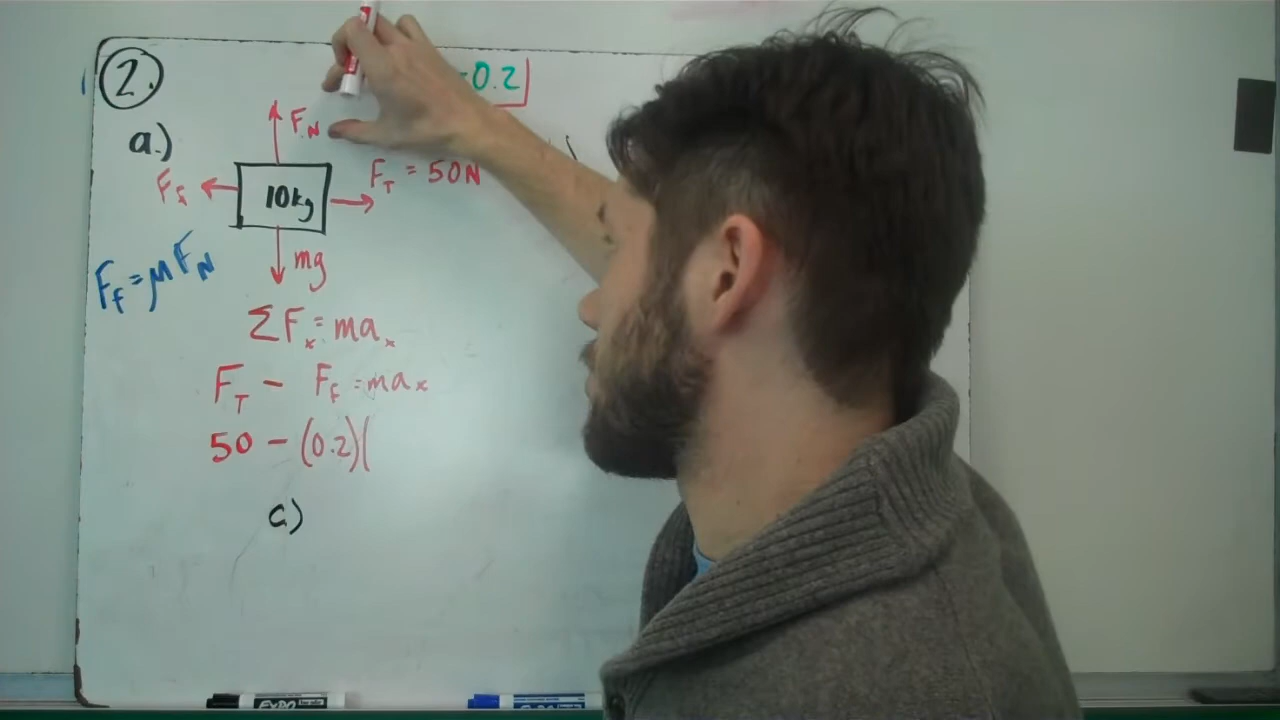 2.
=0.2
a.)
F_N
F_f
10kg
F_T = 50N
mg
F_f = μF_N
ΣF_x = ma_x
F_T - F_f = ma_x
50 - (0.2)(
c)
EXPO